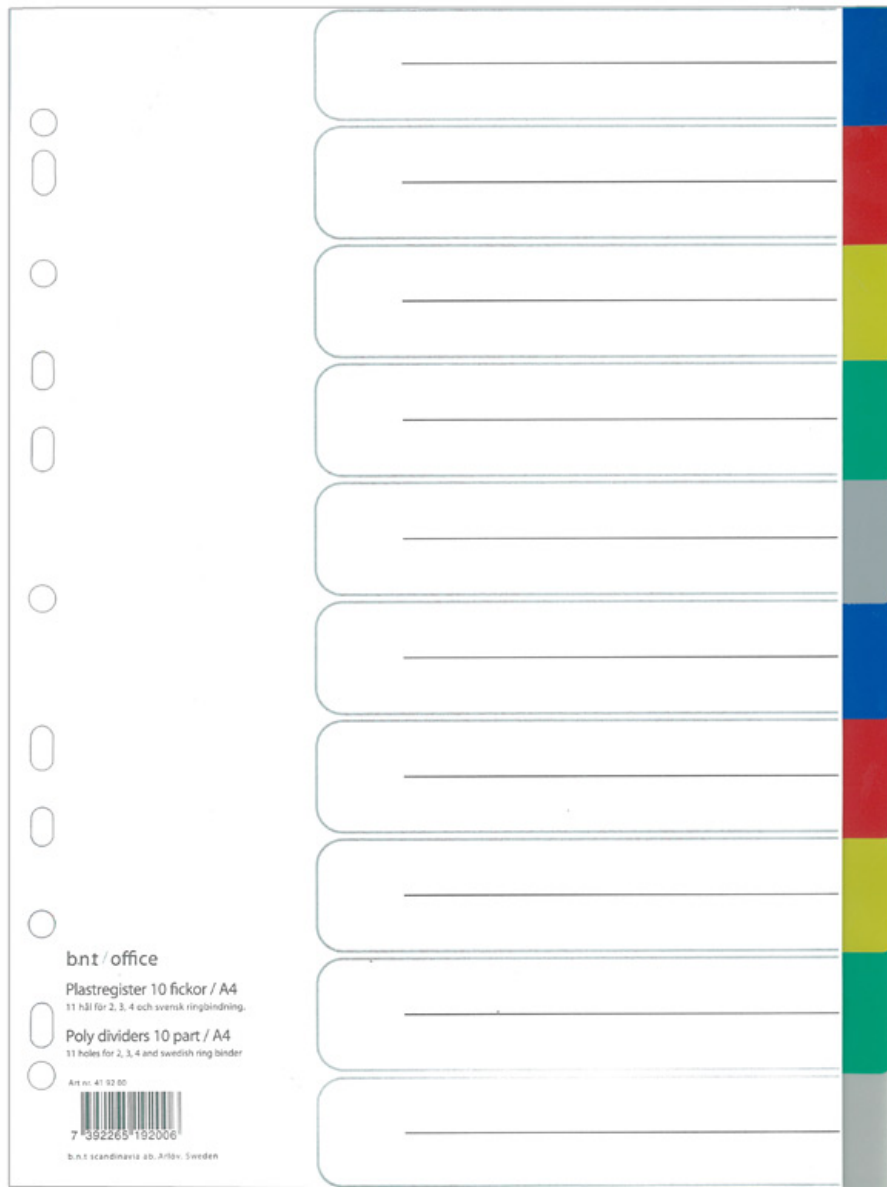 b.n.t / office
Plastregister 10 fickor / A4
11 hål för 2, 3, 4 och svensk ringbindning.
Poly dividers 10 part / A4
11 holes for 2, 3, 4 and swedish ring binder
Art nr. 41 92 00
7 392265 192006
b.n.t scandinavia ab, Arlöv, Sweden